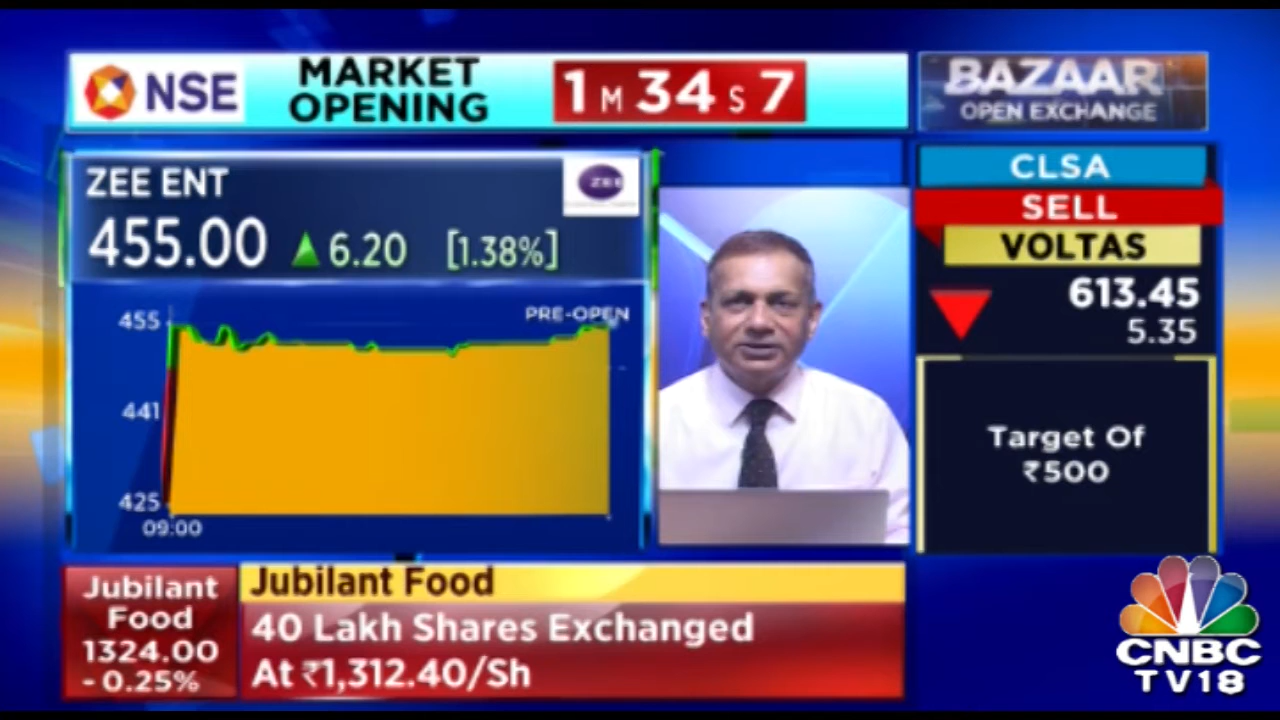 NSE
MARKET
OPENING
1 M 34 S 7
BAZAAR
OPEN EXCHANGE
ZEE ENT
ZEE
455.00 ▲ 6.20 [1.38%]
PRE-OPEN
455
441
425
09:00
CLSA
SELL
VOLTAS
613.45
5.35
Target Of
₹500
Jubilant
Food
1324.00
- 0.25%
Jubilant Food
40 Lakh Shares Exchanged
At ₹1,312.40/Sh
CNBC
TV18